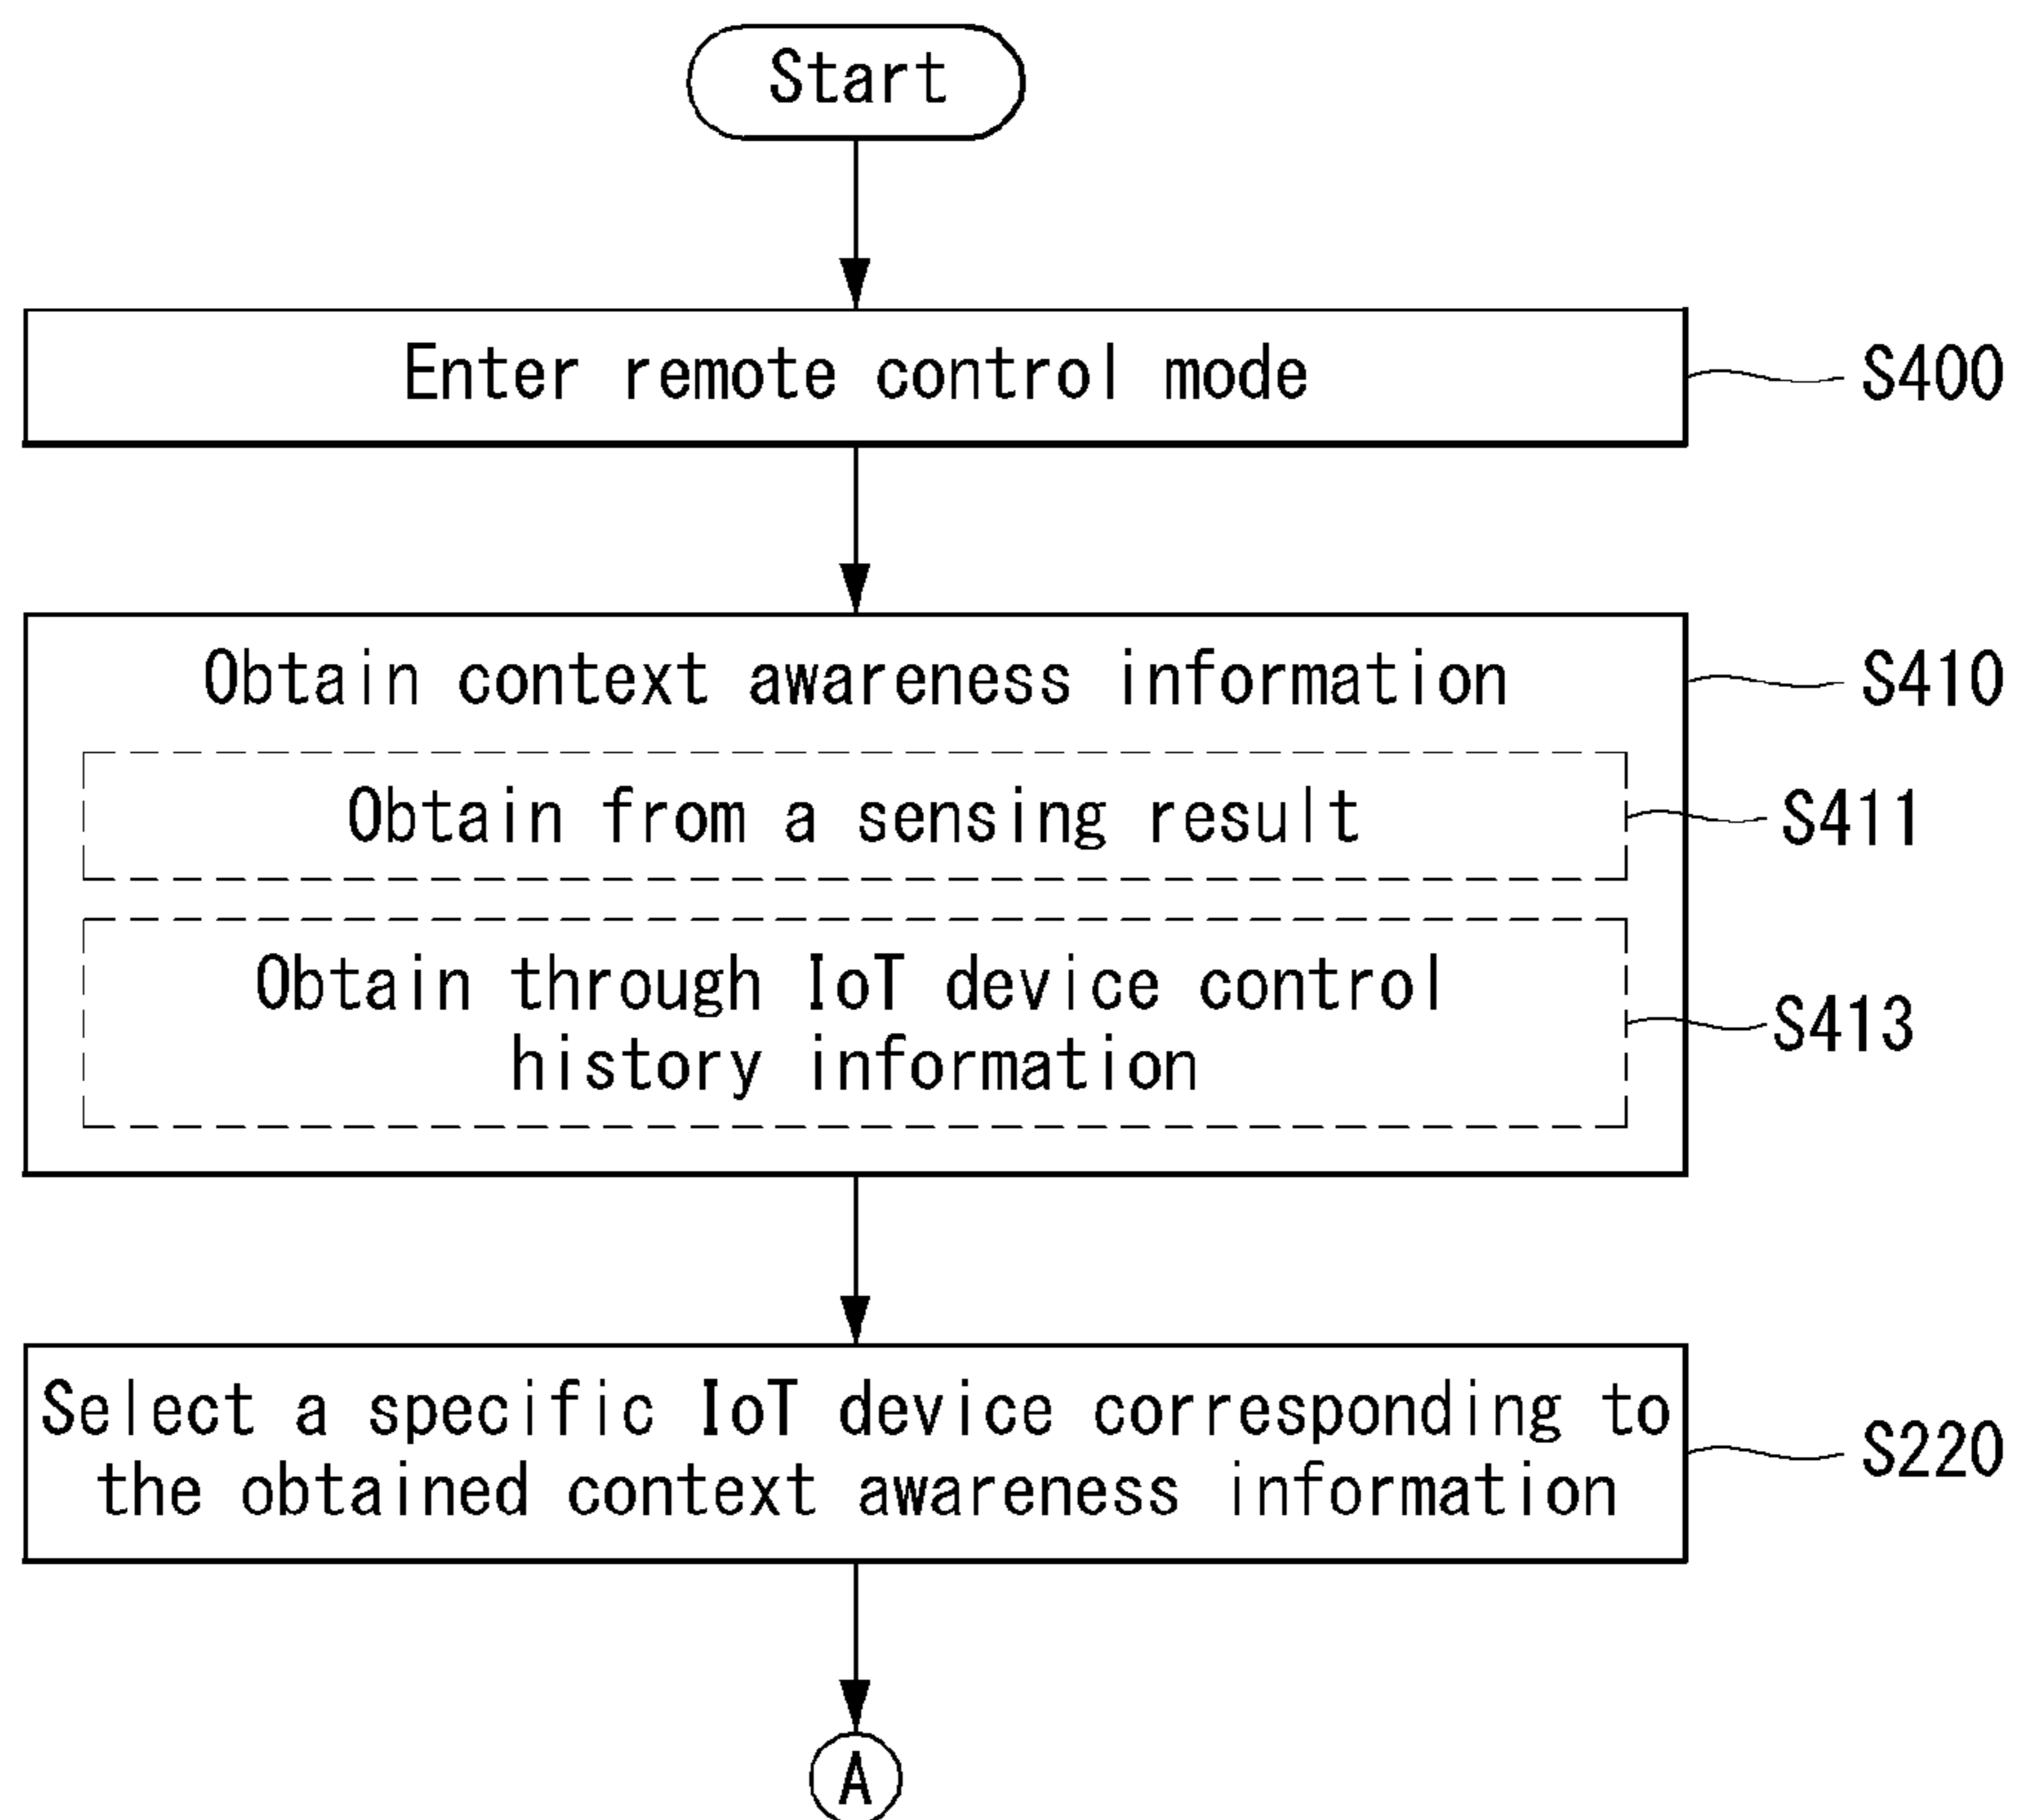 Start
Enter remote control mode
S400
Obtain context awareness information
S410
Obtain from a sensing result
S411
Obtain through IoT device control
history information
S413
Select a specific IoT device corresponding to
the obtained context awareness information
S220
A